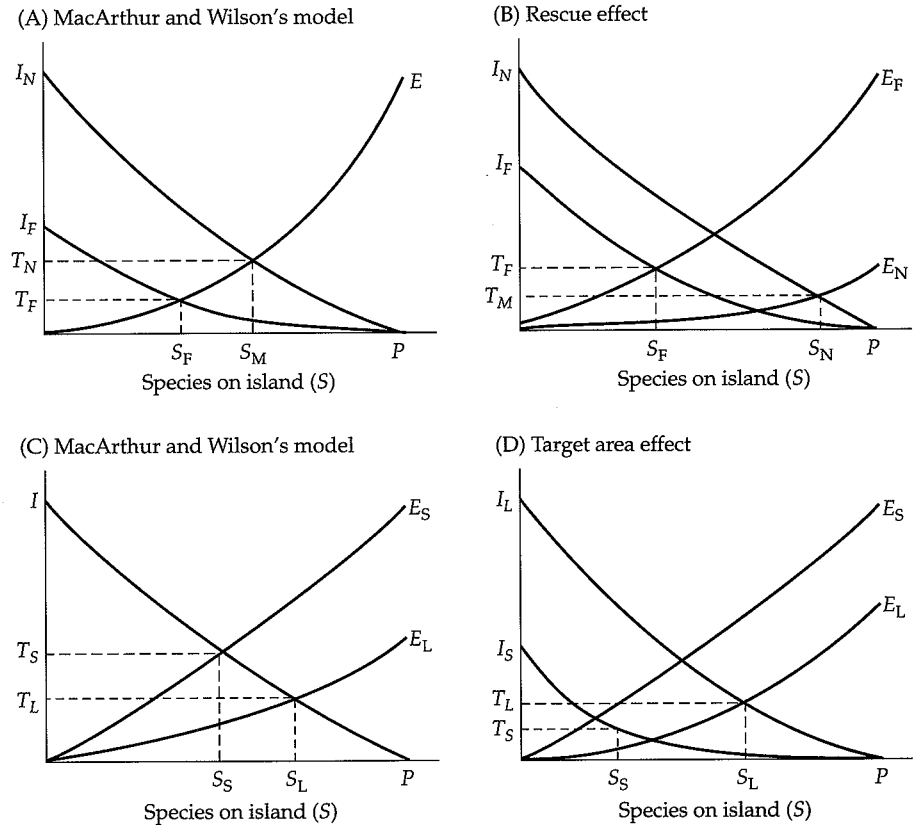 (A) MacArthur and Wilson's model
I_N
E
I_F
T_N
T_F
S_F
S_M
P
Species on island (S)
(B) Rescue effect
I_N
E_F
I_F
T_F
E_N
T_M
S_F
S_N
P
Species on island (S)
(C) MacArthur and Wilson's model
I
E_S
T_S
E_L
T_L
S_S
S_L
P
Species on island (S)
(D) Target area effect
I_L
E_S
E_L
I_S
T_L
T_S
S_S
S_L
P
Species on island (S)